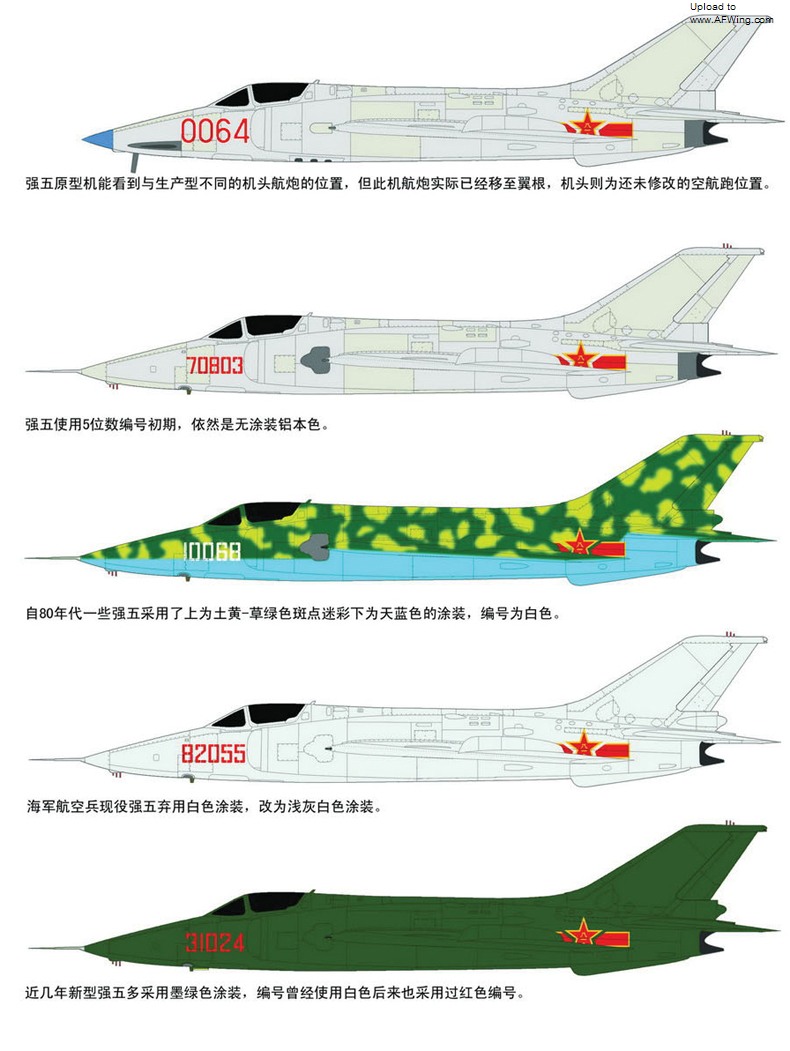 Upload to
www.AFWing.com
0064
强五原型机能看到与生产型不同的机头航炮的位置，但此机航炮实际已经移至翼根，机头则为还未修改的空航跑位置。
70803
强五使用5位数编号初期，依然是无涂装铝本色。
10068
自80年代一些强五采用了上为土黄-草绿色斑点迷彩下为天蓝色的涂装，编号为白色。
82055
海军航空兵现役强五弃用白色涂装，改为浅灰白色涂装。
31024
近几年新型强五多采用墨绿色涂装，编号曾经使用白色后来也采用过红色编号。